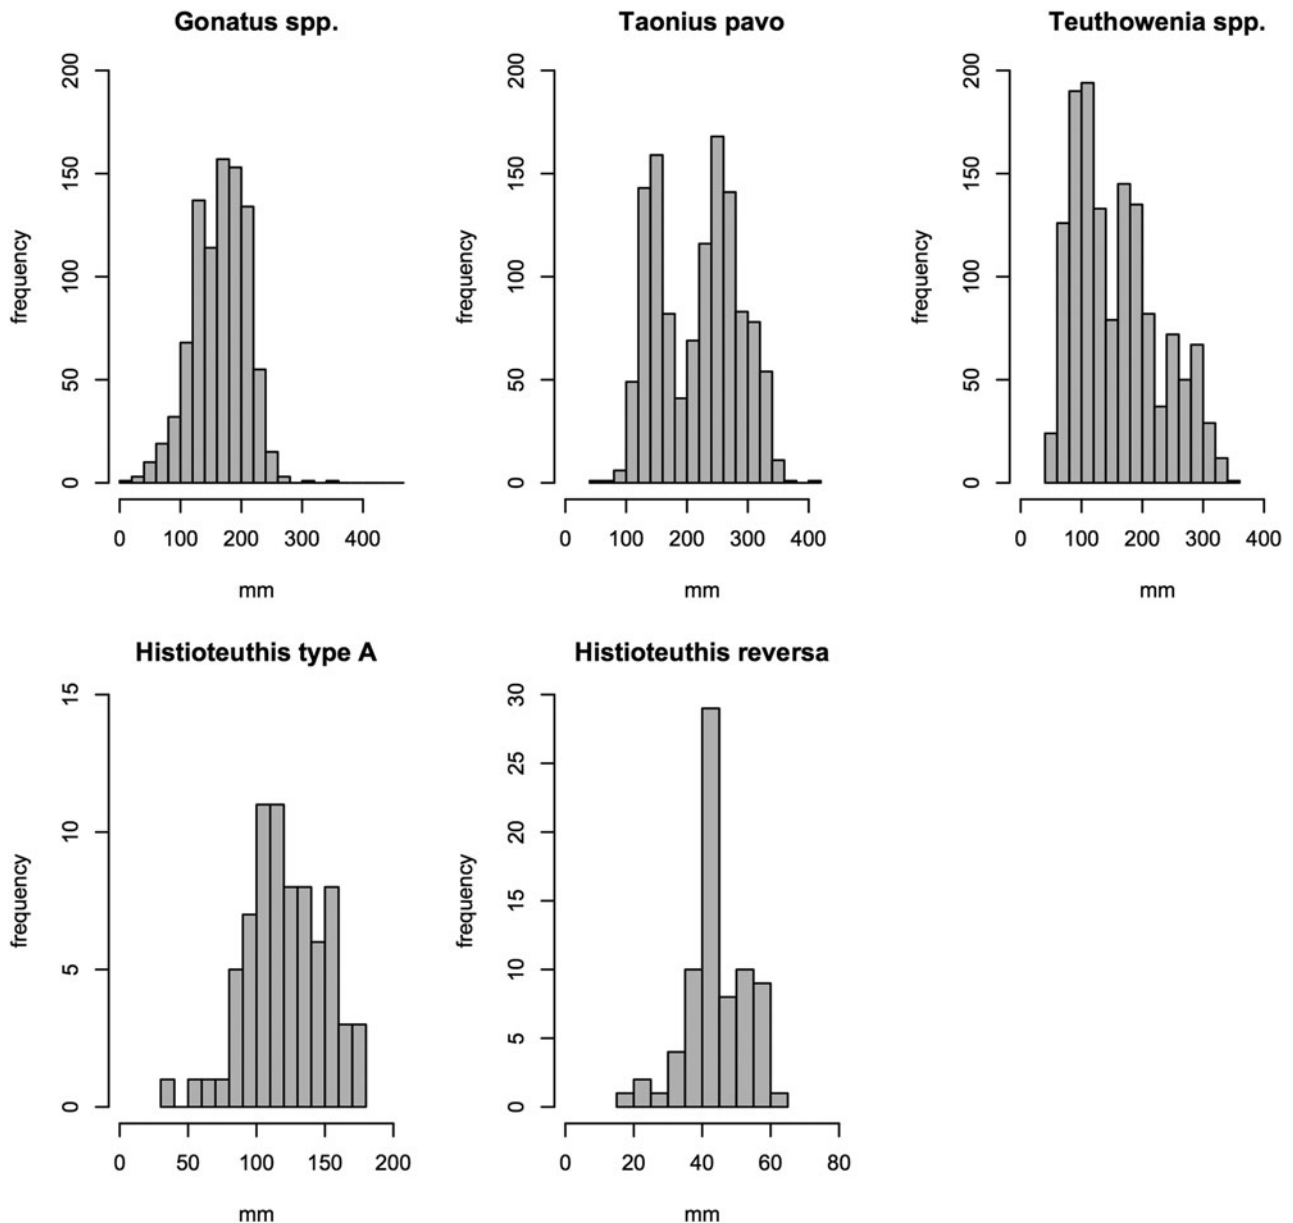 Gonatus spp.
200
150
100
50
0
frequency
0 100 200 300 400
mm
Taonius pavo
200
150
100
50
0
frequency
0 100 200 300 400
mm
Teuthowenia spp.
200
150
100
50
0
frequency
0 100 200 300 400
mm
Histioteuthis type A
15
10
5
0
frequency
0 50 100 150 200
mm
Histioteuthis reversa
30
25
20
15
10
5
0
frequency
0 20 40 60 80
mm